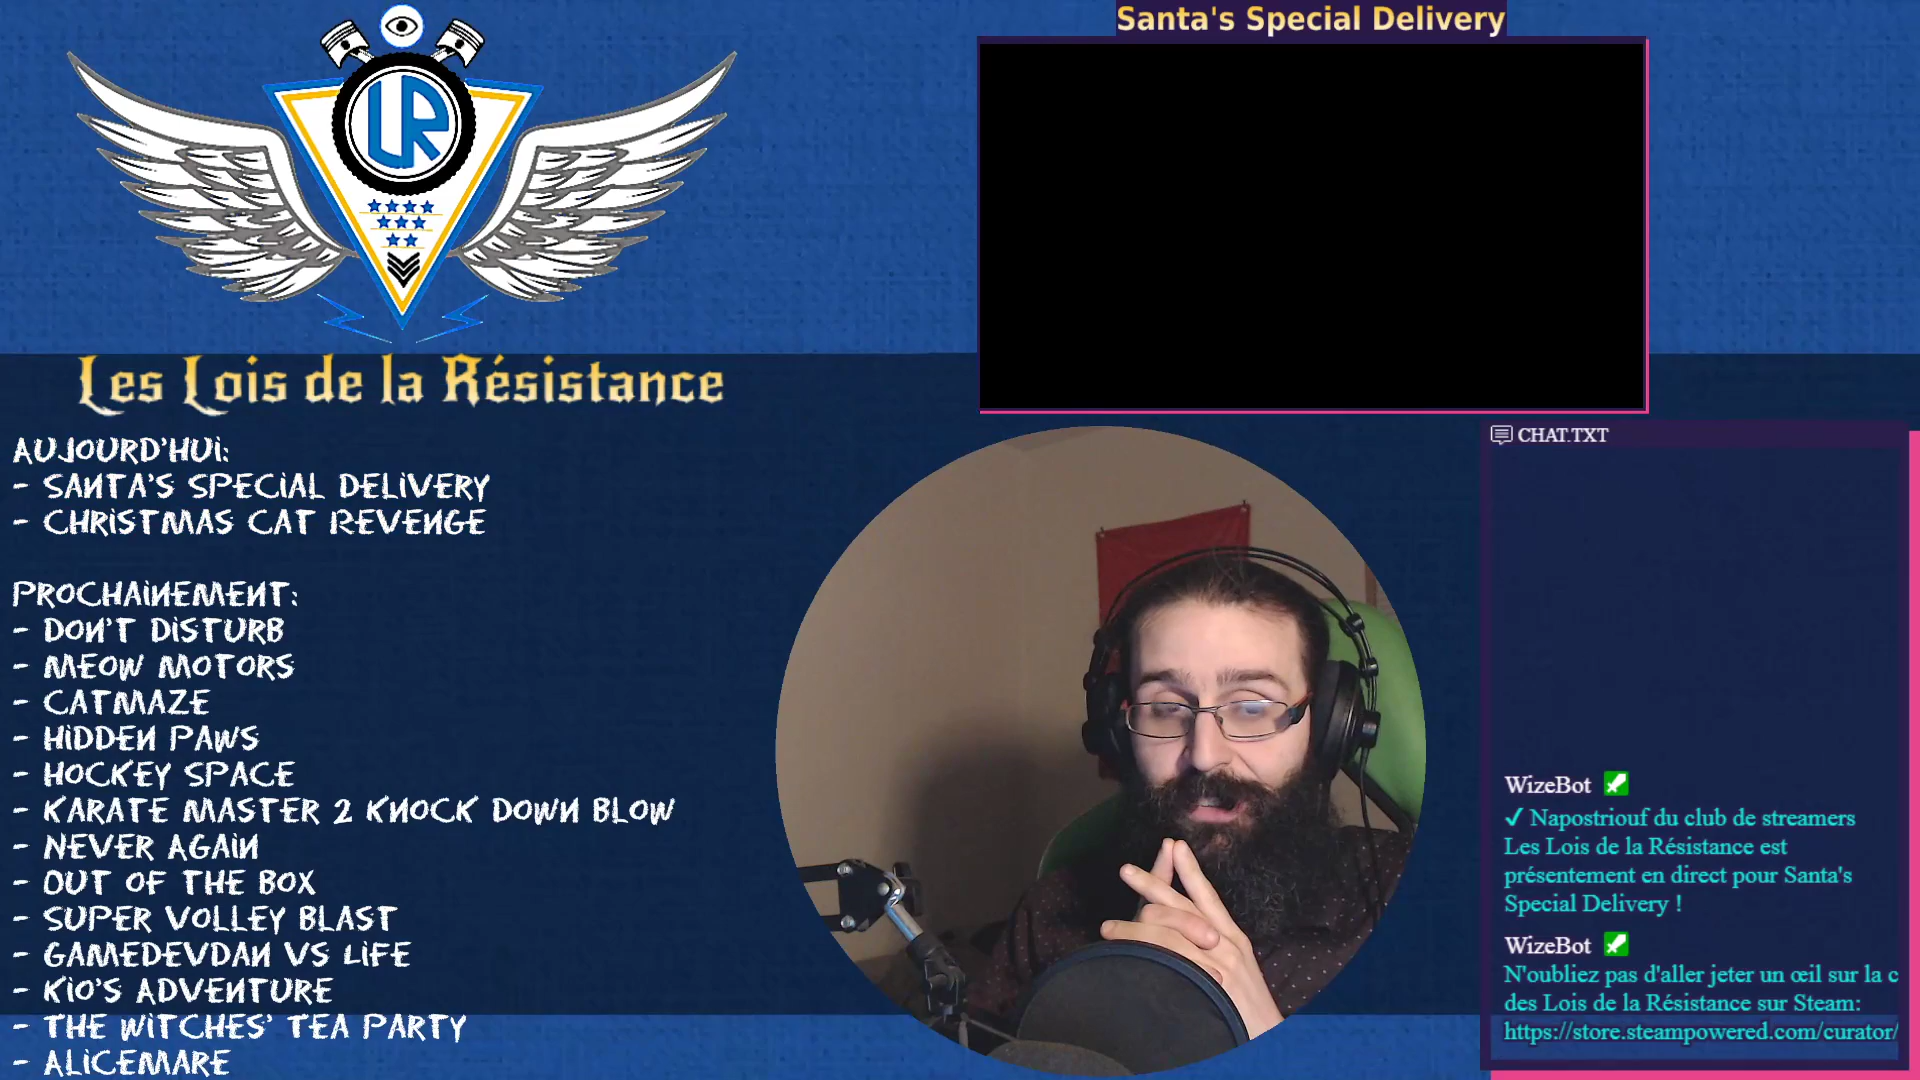 Santa's Special Delivery
LR
Les Lois de la Résistance
AUJOURD'HUI:
- SANTA'S SPECIAL DELIVERY
- CHRISTMAS CAT REVENGE
PROCHAINEMENT:
- DON'T DISTURB
- MEOW MOTORS
- CATMAZE
- HIDDEN PAWS
- HOCKEY SPACE
- KARATE MASTER 2 KNOCK DOWN BLOW
- NEVER AGAIN
- OUT OF THE BOX
- SUPER VOLLEY BLAST
- GAMEDEVDAN VS LIFE
- KIO'S ADVENTURE
- THE WITCHES' TEA PARTY
- ALICEMARE
CHAT.TXT
WizeBot
✓ Napostriouf du club de streamers
Les Lois de la Résistance est
présentement en direct pour Santa's
Special Delivery !
WizeBot
N'oubliez pas d'aller jeter un œil sur la c
des Lois de la Résistance sur Steam:
https://store.steampowered.com/curator/